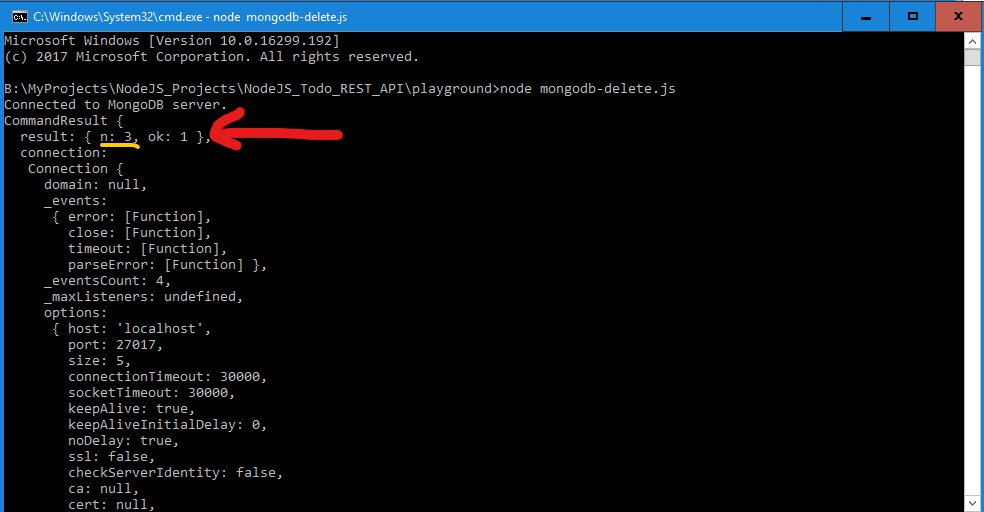 C:\Windows\System32\cmd.exe - node  mongodb-delete.js
Microsoft Windows [Version 10.0.16299.192]
(c) 2017 Microsoft Corporation. All rights reserved.
B:\MyProjects\NodeJS_Projects\NodeJS_Todo_REST_API\playground>node mongodb-delete.js
Connected to MongoDB server.
CommandResult {
  result: { n: 3, ok: 1 },
  connection:
   Connection {
     domain: null,
     _events:
      { error: [Function],
        close: [Function],
        timeout: [Function],
        parseError: [Function] },
     _eventsCount: 4,
     _maxListeners: undefined,
     options:
      { host: 'localhost',
        port: 27017,
        size: 5,
        connectionTimeout: 30000,
        socketTimeout: 30000,
        keepAlive: true,
        keepAliveInitialDelay: 0,
        noDelay: true,
        ssl: false,
        checkServerIdentity: false,
        ca: null,
        cert: null,